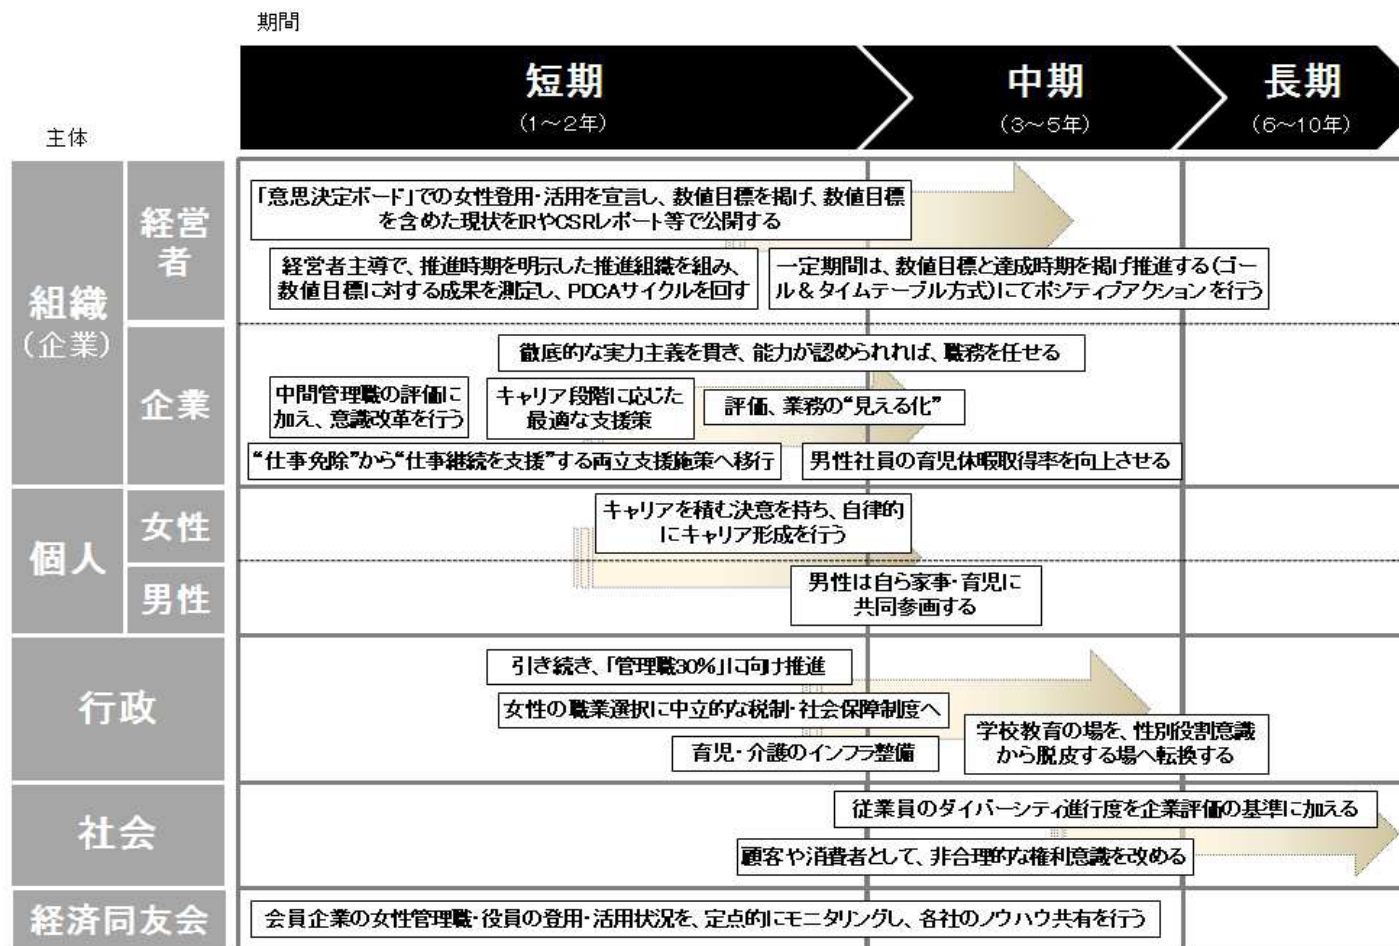 期間
短期
(1～2年)
中期
(3～5年)
長期
(6～10年)
主体
組織
(企業)
経営
者
「意思決定ボード」での女性登用・活用を宣言し、数値目標を掲げ、数値目標
を含めた現状をIRやCSRレポート等で公開する
経営者主導で、推進時期を明示した推進組織を組み、
数値目標に対する成果を測定し、PDCAサイクルを回す
一定期間は、数値目標と達成時期を掲げ推進する(ゴー
ル＆タイムテーブル方式)にてポジティブアクションを行う
企業
徹底的な実力主義を貫き、能力が認められれば、職務を任せる
中間管理職の評価に
加え、意識改革を行う
キャリア段階に応じた
最適な支援策
評価、業務の“見える化”
“仕事免除”から“仕事継続を支援”する両立支援施策へ移行
男性社員の育児休暇取得率を向上させる
個人
女性
キャリアを積む決意を持ち、自律的
にキャリア形成を行う
男性
男性は自ら家事・育児に
共同参画する
行政
引き続き、「管理職30%」に向け推進
女性の職業選択に中立的な税制・社会保障制度へ
育児・介護のインフラ整備
学校教育の場を、性別役割意識
から脱皮する場へ転換する
社会
従業員のダイバーシティ進行度を企業評価の基準に加える
顧客や消費者として、非合理的な権利意識を改める
経済同友会
会員企業の女性管理職・役員の登用・活用状況を、定点的にモニタリングし、各社のノウハウ共有を行う